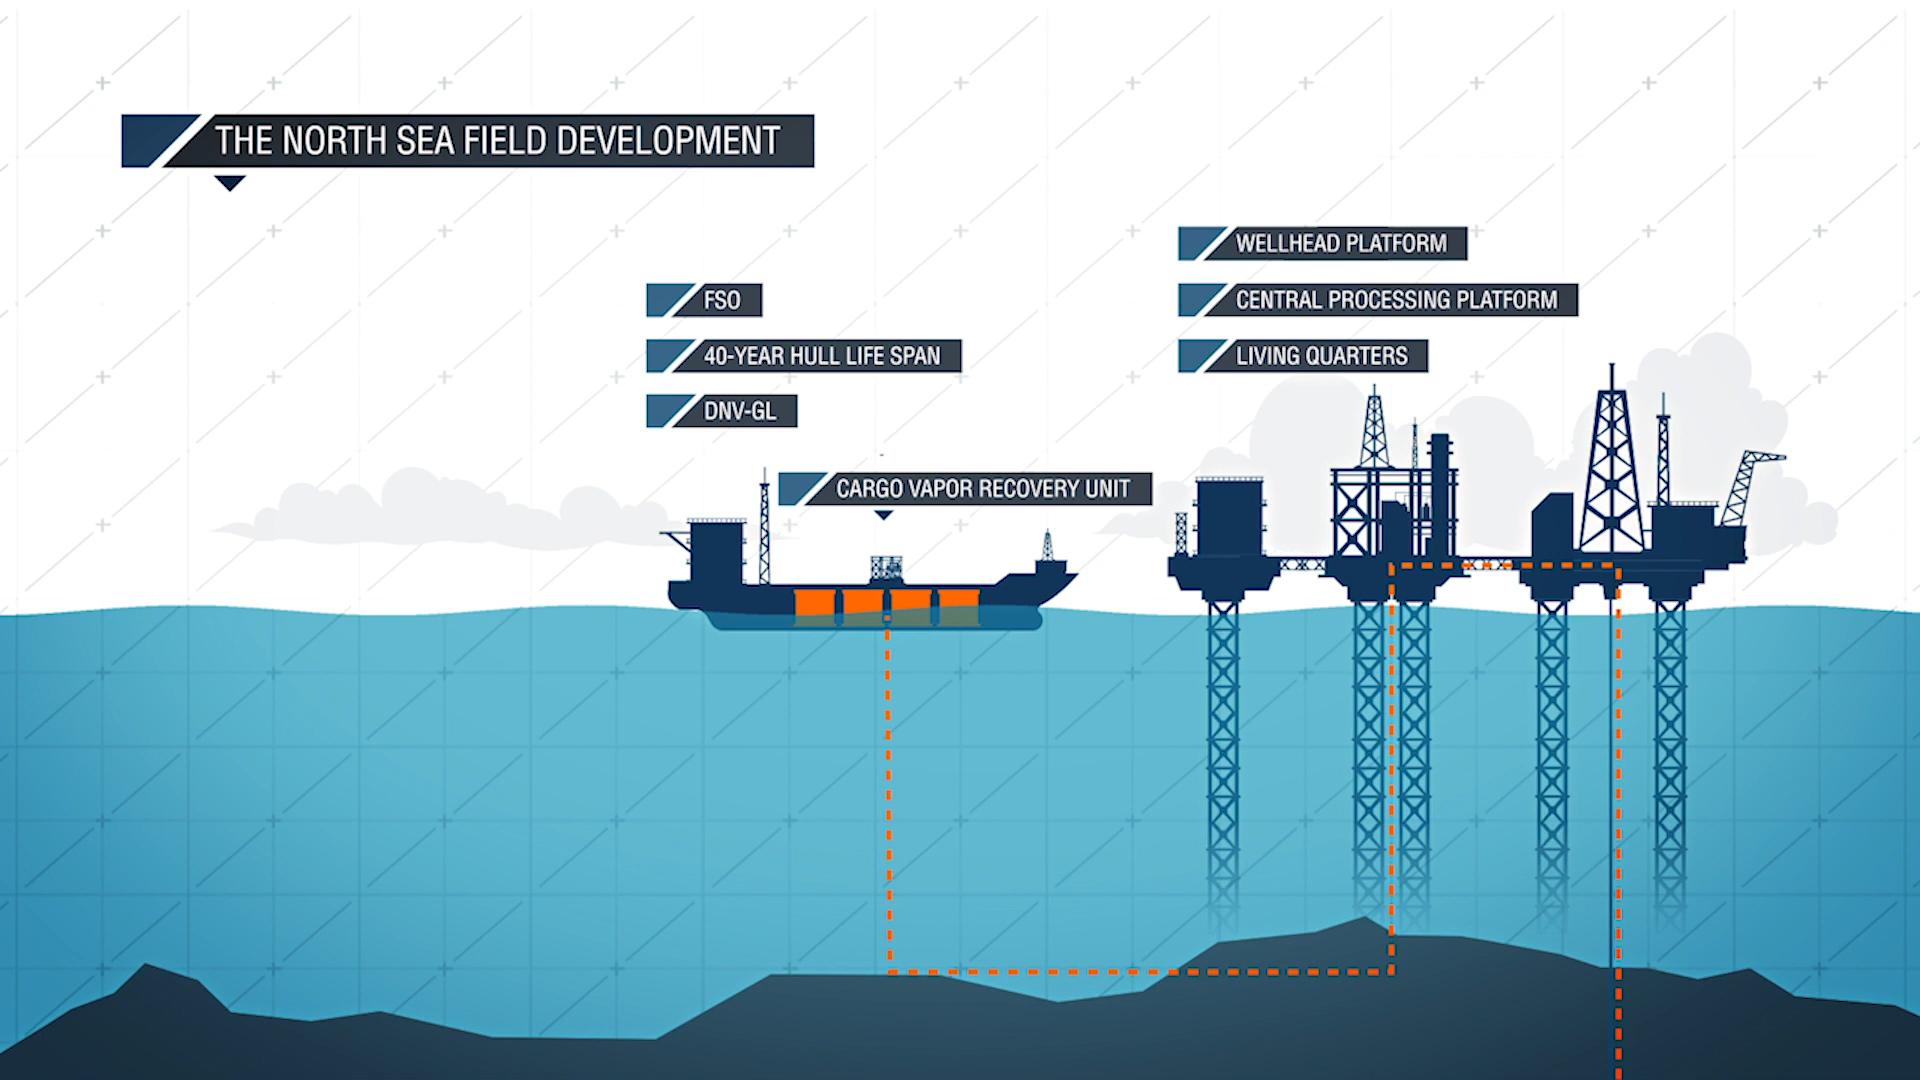 THE NORTH SEA FIELD DEVELOPMENT
FSO
40-YEAR HULL LIFE SPAN
DNV-GL
CARGO VAPOR RECOVERY UNIT
WELLHEAD PLATFORM
CENTRAL PROCESSING PLATFORM
LIVING QUARTERS